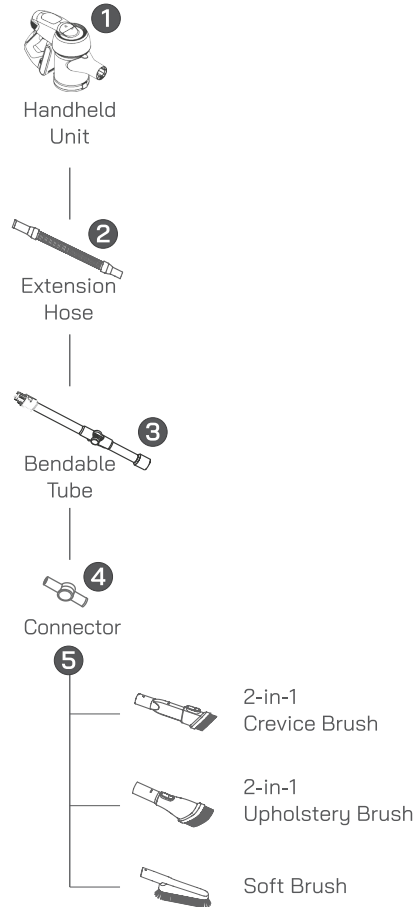 1
Handheld
Unit
2
Extension
Hose
3
Bendable
Tube
4
Connector
5
2-in-1
Crevice Brush
2-in-1
Upholstery Brush
Soft Brush